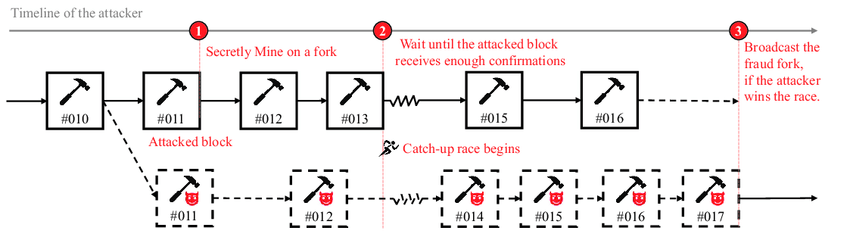 Timeline of the attacker
1
2
3
Secretly Mine on a fork
Wait until the attacked block
receives enough confirmations
Broadcast the
fraud fork,
if the attacker
wins the race.
#010
#011
#012
#013
#015
#016
Attacked block
Catch-up race begins
#011
#012
#014
#015
#016
#017